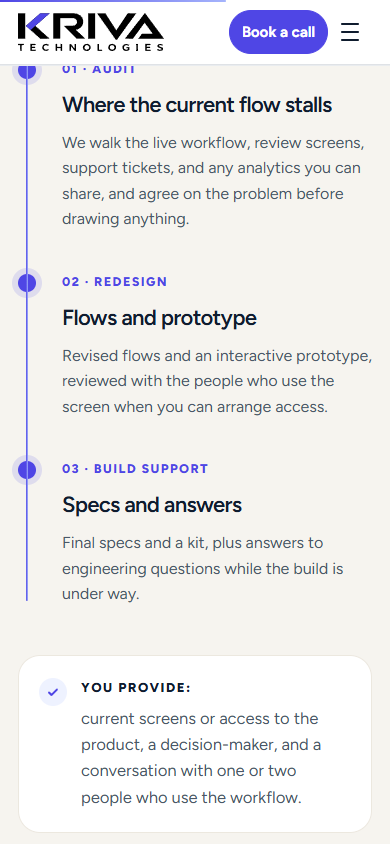 KRIVA
TECHNOLOGIES
Book a call
01 · AUDIT
Where the current flow stalls
We walk the live workflow, review screens,
support tickets, and any analytics you can
share, and agree on the problem before
drawing anything.
02 · REDESIGN
Flows and prototype
Revised flows and an interactive prototype,
reviewed with the people who use the
screen when you can arrange access.
03 · BUILD SUPPORT
Specs and answers
Final specs and a kit, plus answers to
engineering questions while the build is
under way.
YOU PROVIDE:
current screens or access to the
product, a decision-maker, and a
conversation with one or two
people who use the workflow.